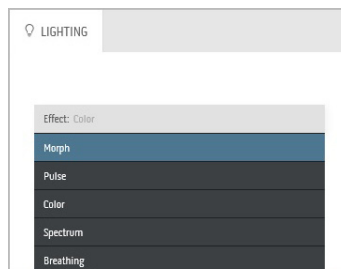 LIGHTING
Effect: Color
Morph
Pulse
Color
Spectrum
Breathing